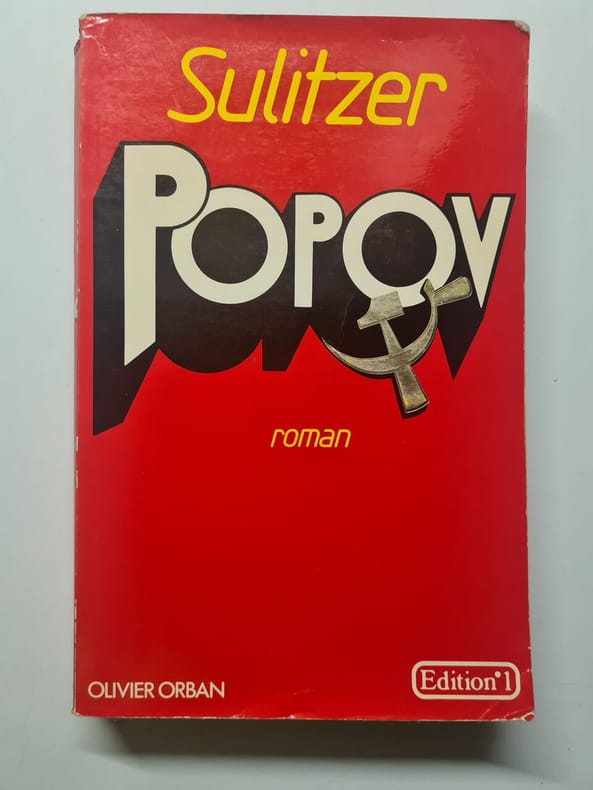 Sulitzer
POPOV
roman
OLIVIER ORBAN
Edition°1